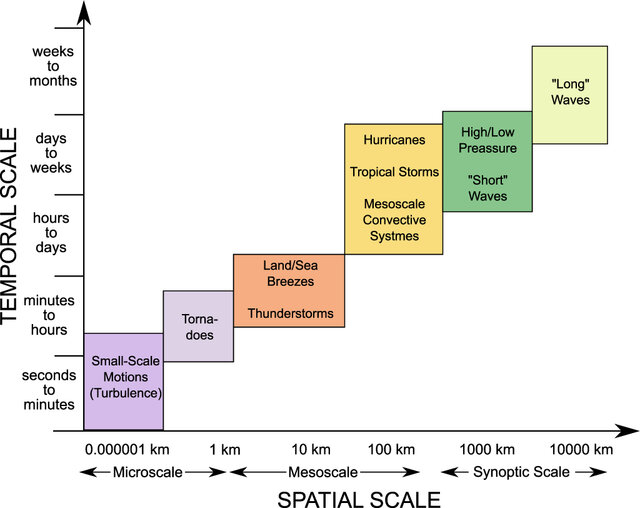 TEMPORAL SCALE
weeks
to
months
days
to
weeks
hours
to
days
minutes
to
hours
seconds
to
minutes
Small-Scale
Motions
(Turbulence)
Torna-
does
Land/Sea
Breezes
Thunderstorms
Hurricanes
Tropical Storms
Mesoscale
Convective
Systmes
High/Low
Preassure
"Short"
Waves
"Long"
Waves
0.000001 km 1 km 10 km 100 km 1000 km 10000 km
Microscale Mesoscale Synoptic Scale
SPATIAL SCALE